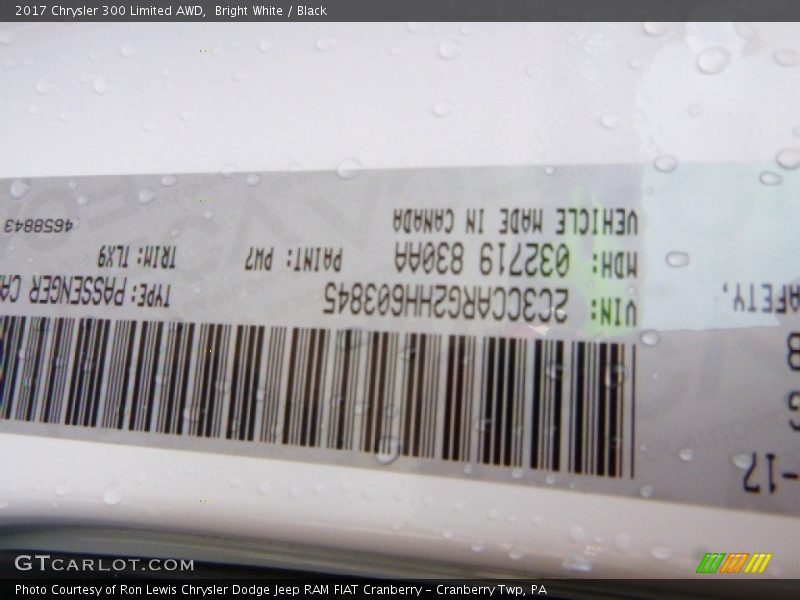 2017 Chrysler 300 Limited AWD, Bright White / Black
-17
G
B
AFETY,
VIN: 2C3CCARG2HH603845 TYPE: PASSENGER CA
MDH: 032719 830AA PAINT: PW7 TRIM: TLX9
VEHICLE MADE IN CANADA 4658843
GTCARLOT.COM
Photo Courtesy of Ron Lewis Chrysler Dodge Jeep RAM FIAT Cranberry – Cranberry Twp, PA